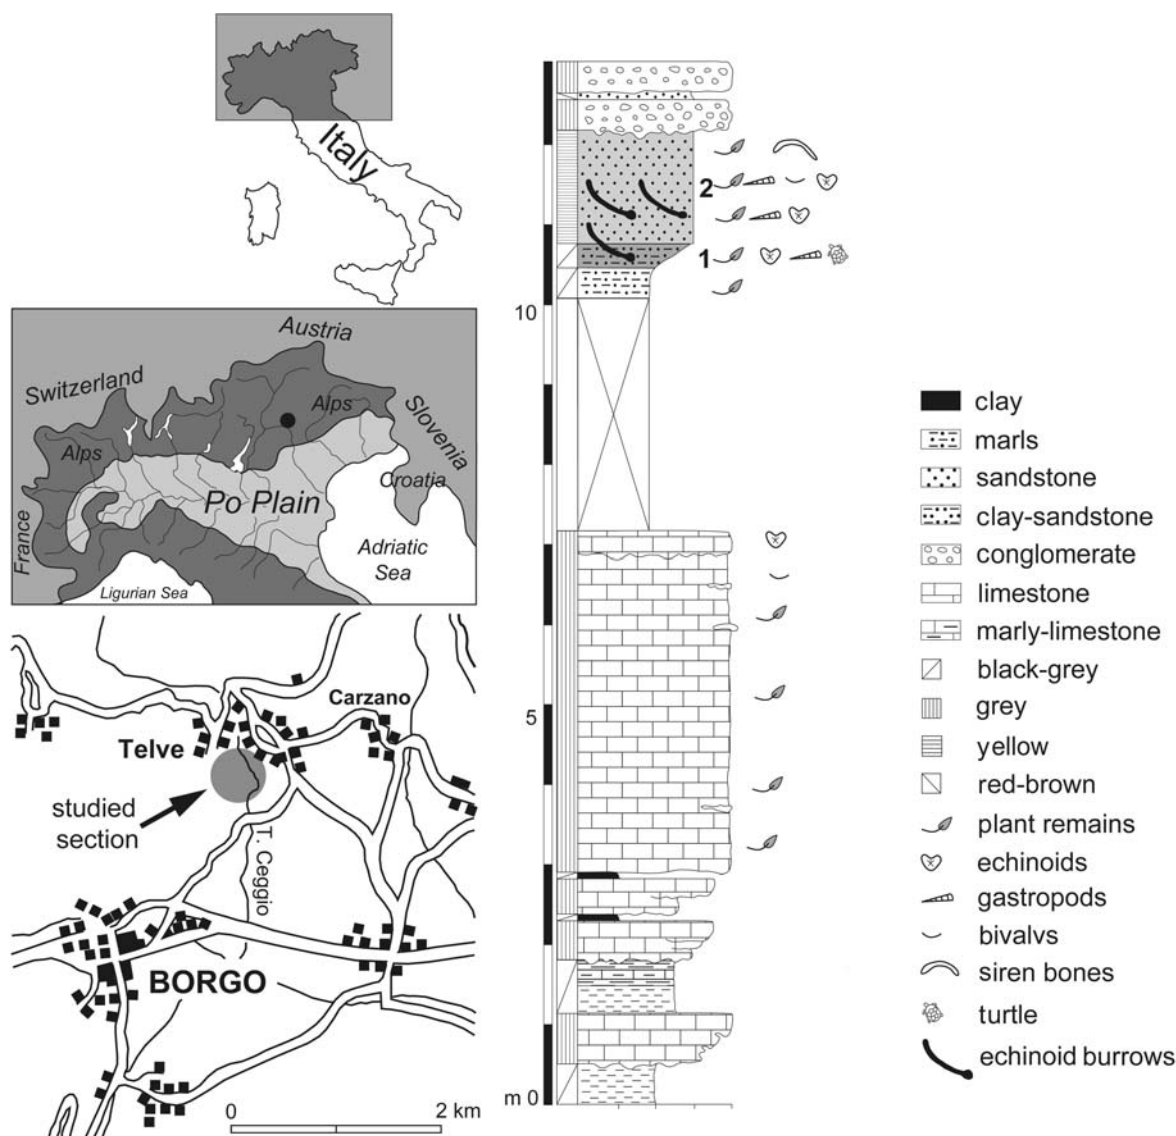 Italy
Austria
Switzerland
Alps
Slovenia
Alps
Croatia
Po Plain
France
Adriatic
Sea
Ligurian Sea
Carzano
Telve
studied
section
T. Ceggio
BORGO
0
2 km
2
1
10
5
m 0
clay
marls
sandstone
clay-sandstone
conglomerate
limestone
marly-limestone
black-grey
grey
yellow
red-brown
plant remains
echinoids
gastropods
bivalvs
siren bones
turtle
echinoid burrows